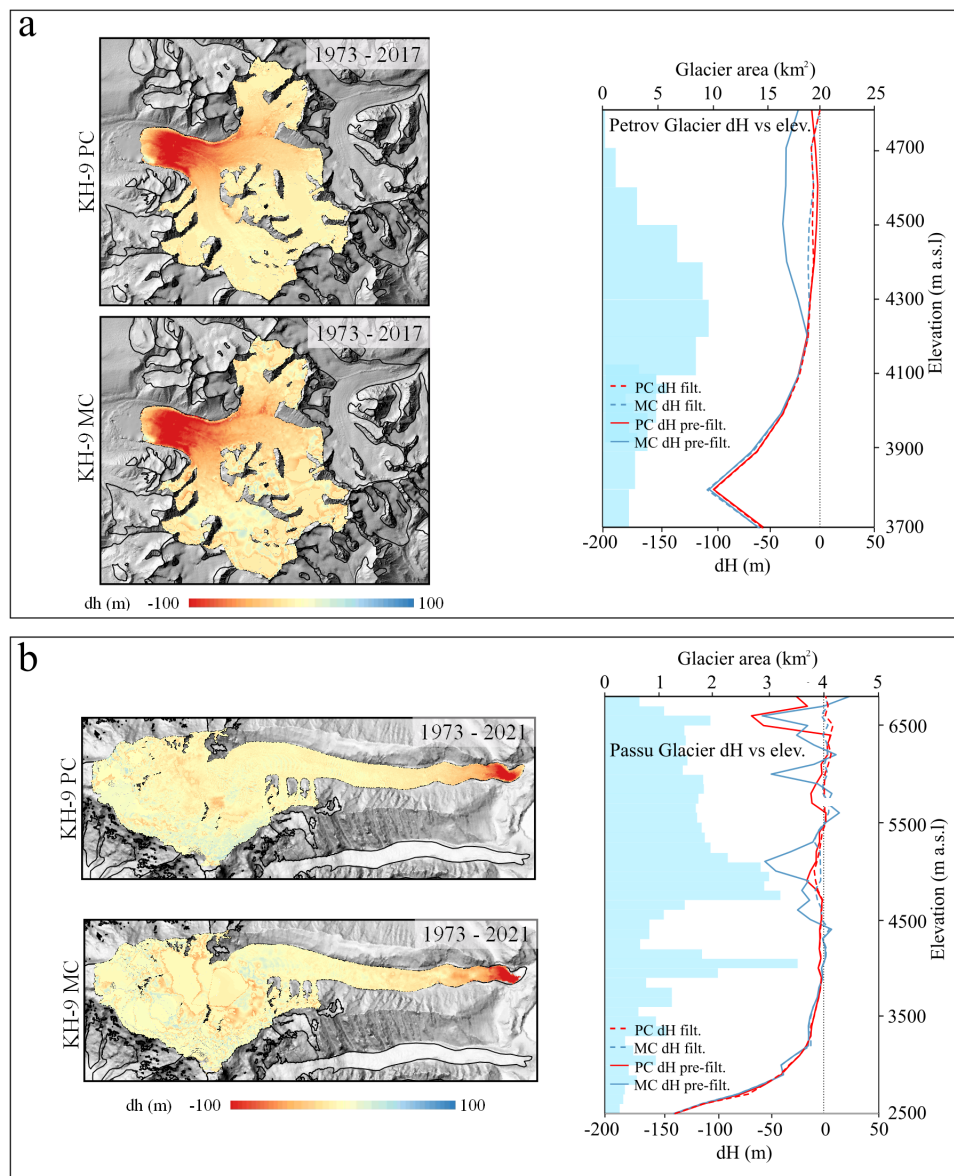 a
1973 - 2017
KH-9 PC
1973 - 2017
KH-9 MC
dh (m) -100 100
Glacier area (km²)
0 5 10 15 20 25
Petrov Glacier dH vs elev.
4700
4500
4300
4100
3900
3700
Elevation (m a.s.l)
PC dH filt.
MC dH filt.
PC dH pre-filt.
MC dH pre-filt.
-200 -150 -100 -50 0 50
dH (m)
b
1973 - 2021
KH-9 PC
1973 - 2021
KH-9 MC
dh (m) -100 100
Glacier area (km²)
0 1 2 3 4 5
Passu Glacier dH vs elev.
6500
5500
4500
3500
2500
Elevation (m a.s.l)
PC dH filt.
MC dH filt.
PC dH pre-filt.
MC dH pre-filt.
-200 -150 -100 -50 0 50
dH (m)